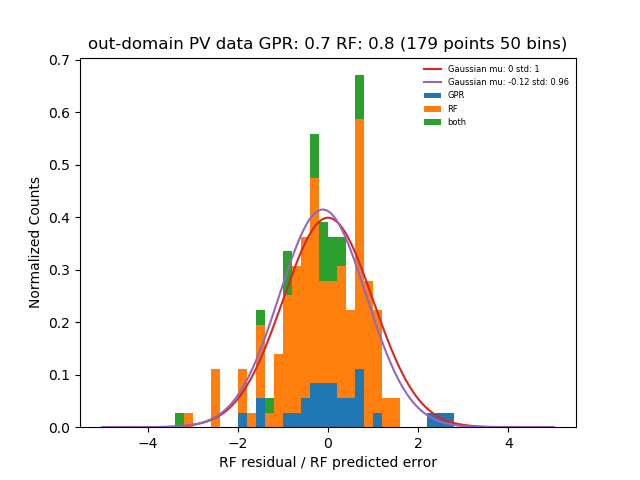 out-domain PV data GPR: 0.7 RF: 0.8 (179 points 50 bins)
Gaussian mu: 0 std: 1
Gaussian mu: -0.12 std: 0.96
GPR
RF
both
Normalized Counts
0.7
0.6
0.5
0.4
0.3
0.2
0.1
0.0
−4 −2 0 2 4
RF residual / RF predicted error